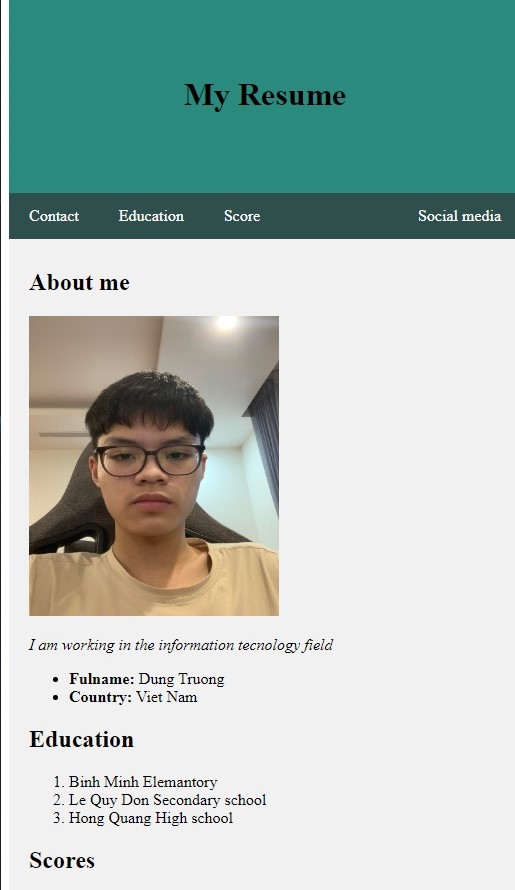 My Resume
Contact Education Score Social media
About me
I am working in the information tecnology field
Fulname: Dung Truong
Country: Viet Nam
Education
1. Binh Minh Elemantory
2. Le Quy Don Secondary school
3. Hong Quang High school
Scores